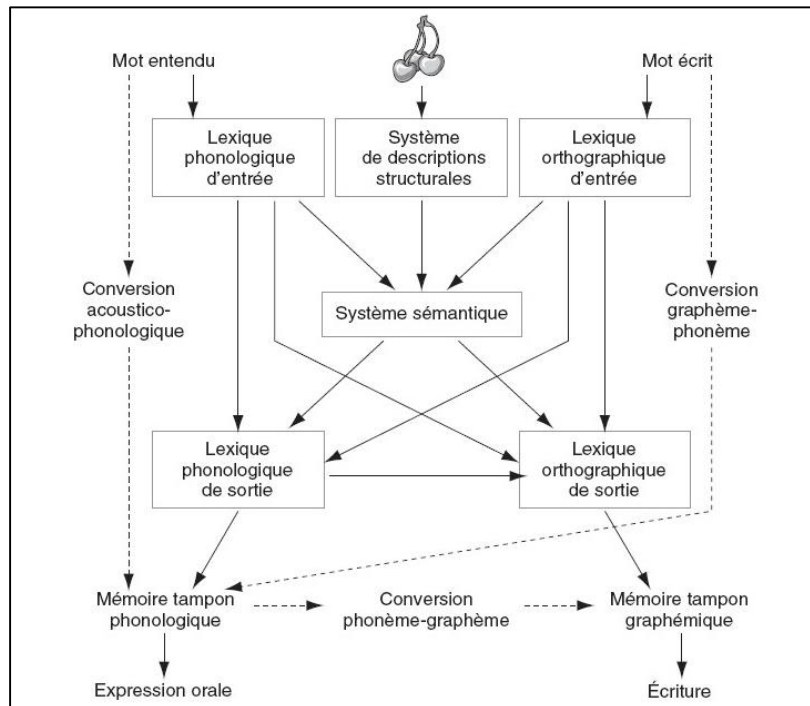 Mot entendu
Mot écrit
Lexique
phonologique
d'entrée
Système
de descriptions
structurales
Lexique
orthographique
d'entrée
Conversion
acoustico-
phonologique
Système sémantique
Conversion
graphème-
phonème
Lexique
phonologique
de sortie
Lexique
orthographique
de sortie
Mémoire tampon
phonologique
Conversion
phonème-graphème
Mémoire tampon
graphémique
Expression orale
Écriture